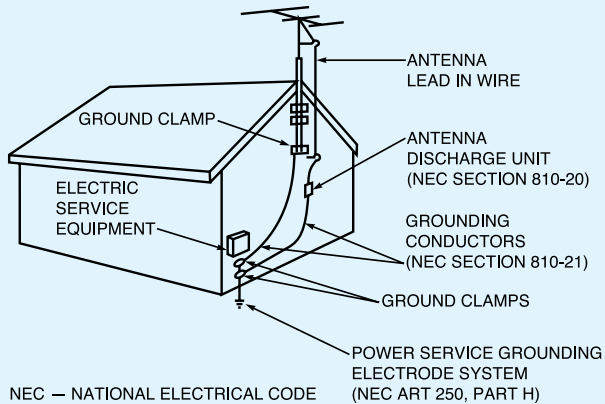 ANTENNA
LEAD IN WIRE
GROUND CLAMP
ANTENNA
DISCHARGE UNIT
(NEC SECTION 810-20)
ELECTRIC
SERVICE
EQUIPMENT
GROUNDING
CONDUCTORS
(NEC SECTION 810-21)
GROUND CLAMPS
POWER SERVICE GROUNDING
ELECTRODE SYSTEM
(NEC ART 250, PART H)
NEC — NATIONAL ELECTRICAL CODE